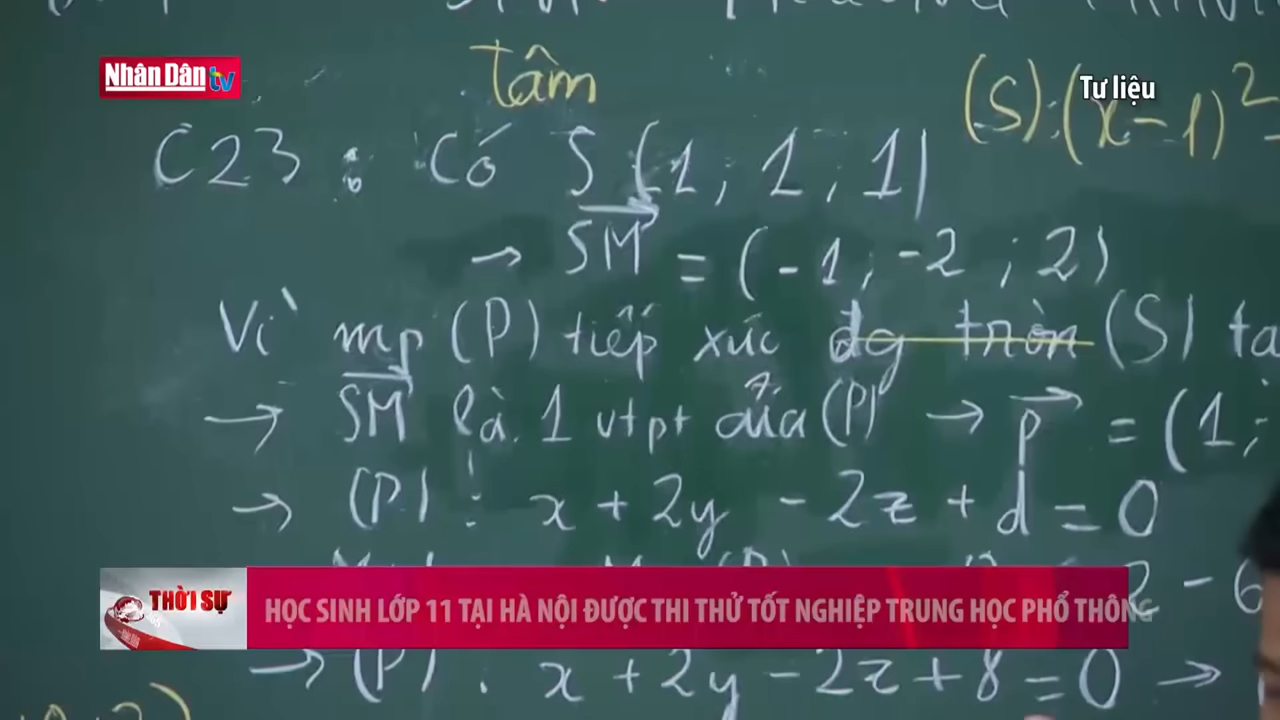 Nhân Dân tv
Tư liệu
tâm
(S):(x-1)²
C23: Có S(1; 1; 1)
→ SM = (-1; -2; 2)
Vì mp (P) tiếp xúc đg tròn (S)
→ SM là 1 vtpt của (P) → p = (1;
→ (P): x + 2y - 2z + d = 0
THỜI SỰ
HỌC SINH LỚP 11 TẠI HÀ NỘI ĐƯỢC THI THỬ TỐT NGHIỆP TRUNG HỌC PHỔ THÔNG
→ (P): x + 2y - 2z + 8 = 0 →